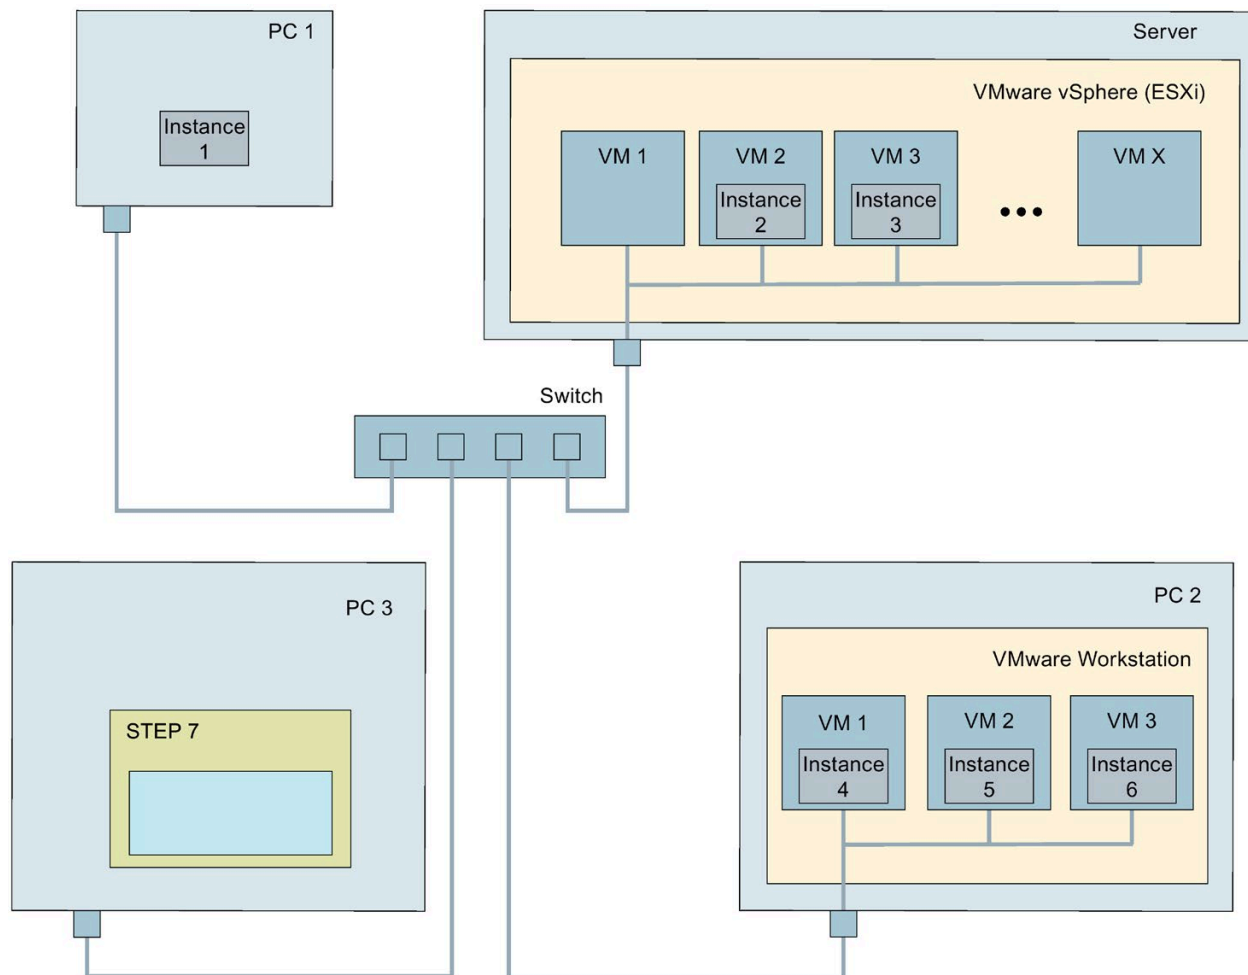 PC 1
Instance
1
Server
VMware vSphere (ESXi)
VM 1
VM 2
Instance
2
VM 3
Instance
3
•••
VM X
Switch
PC 3
STEP 7
PC 2
VMware Workstation
VM 1
Instance
4
VM 2
Instance
5
VM 3
Instance
6